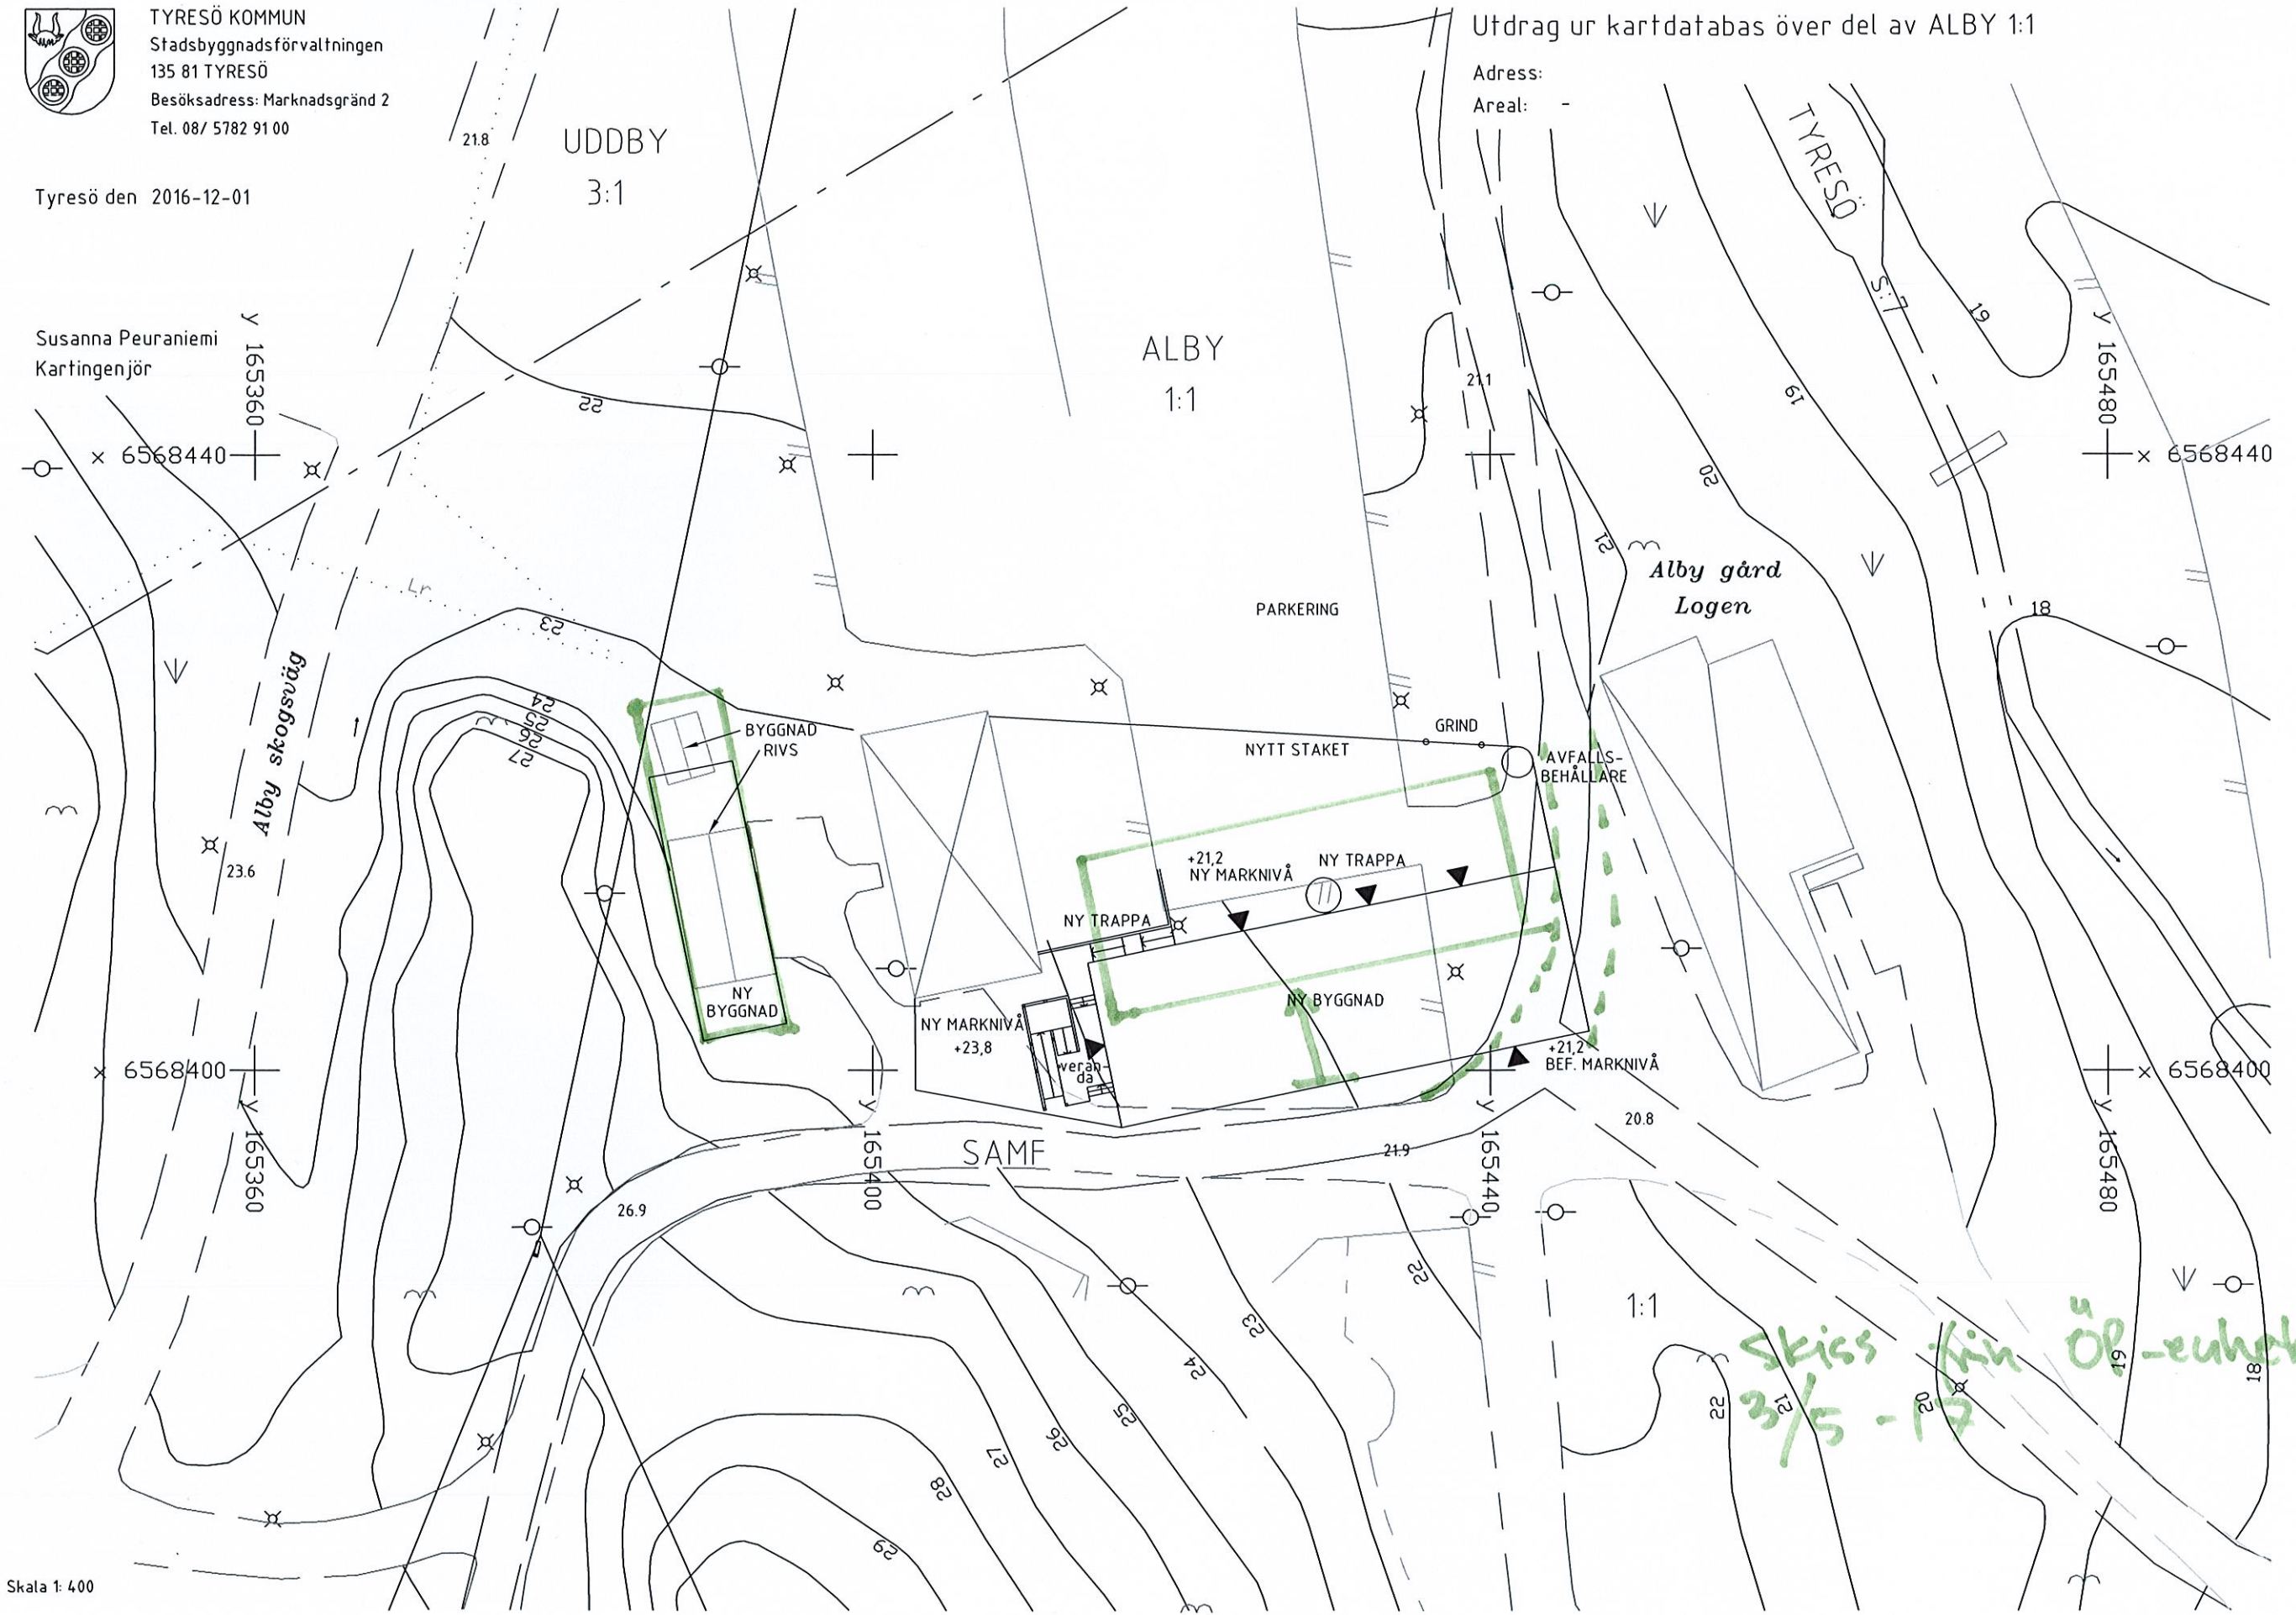 TYRESÖ KOMMUN
Stadsbyggnadsförvaltningen
135 81 TYRESÖ
Besöksadress: Marknadsgränd 2
Tel. 08/ 5782 91 00
Tyresö den 2016-12-01
Susanna Peuraniemi
Kartingenjör
Utdrag ur kartdatabas över del av ALBY 1:1
Adress:
Areal: -
UDDBY
3:1
21.8
ALBY
1:1
TYRESÖ
S:7
19
y 165360
y 165480
22
21.1
19
x 6568440
x 6568440
20
21
Lr
Alby gård
Logen
PARKERING
18
23
Alby skogsväg
24
25
26
27
BYGGNAD
RIVS
GRIND
NYTT STAKET
AVFALLS-
BEHÅLLARE
23.6
+21,2
NY MARKNIVÅ
NY TRAPPA
NY TRAPPA
NY
BYGGNAD
NY BYGGNAD
NY MARKNIVÅ
+23,8
veran-
da
+21,2
BEF. MARKNIVÅ
x 6568400
x 6568400
y 165360
y 165400
y 165440
y 165480
20.8
SAMF
21.9
26.9
22
23
24
25
26
27
28
29
1:1
Skiss från ÖP-enhet
3/5 -17
22
21
20
19
18
Skala 1: 400